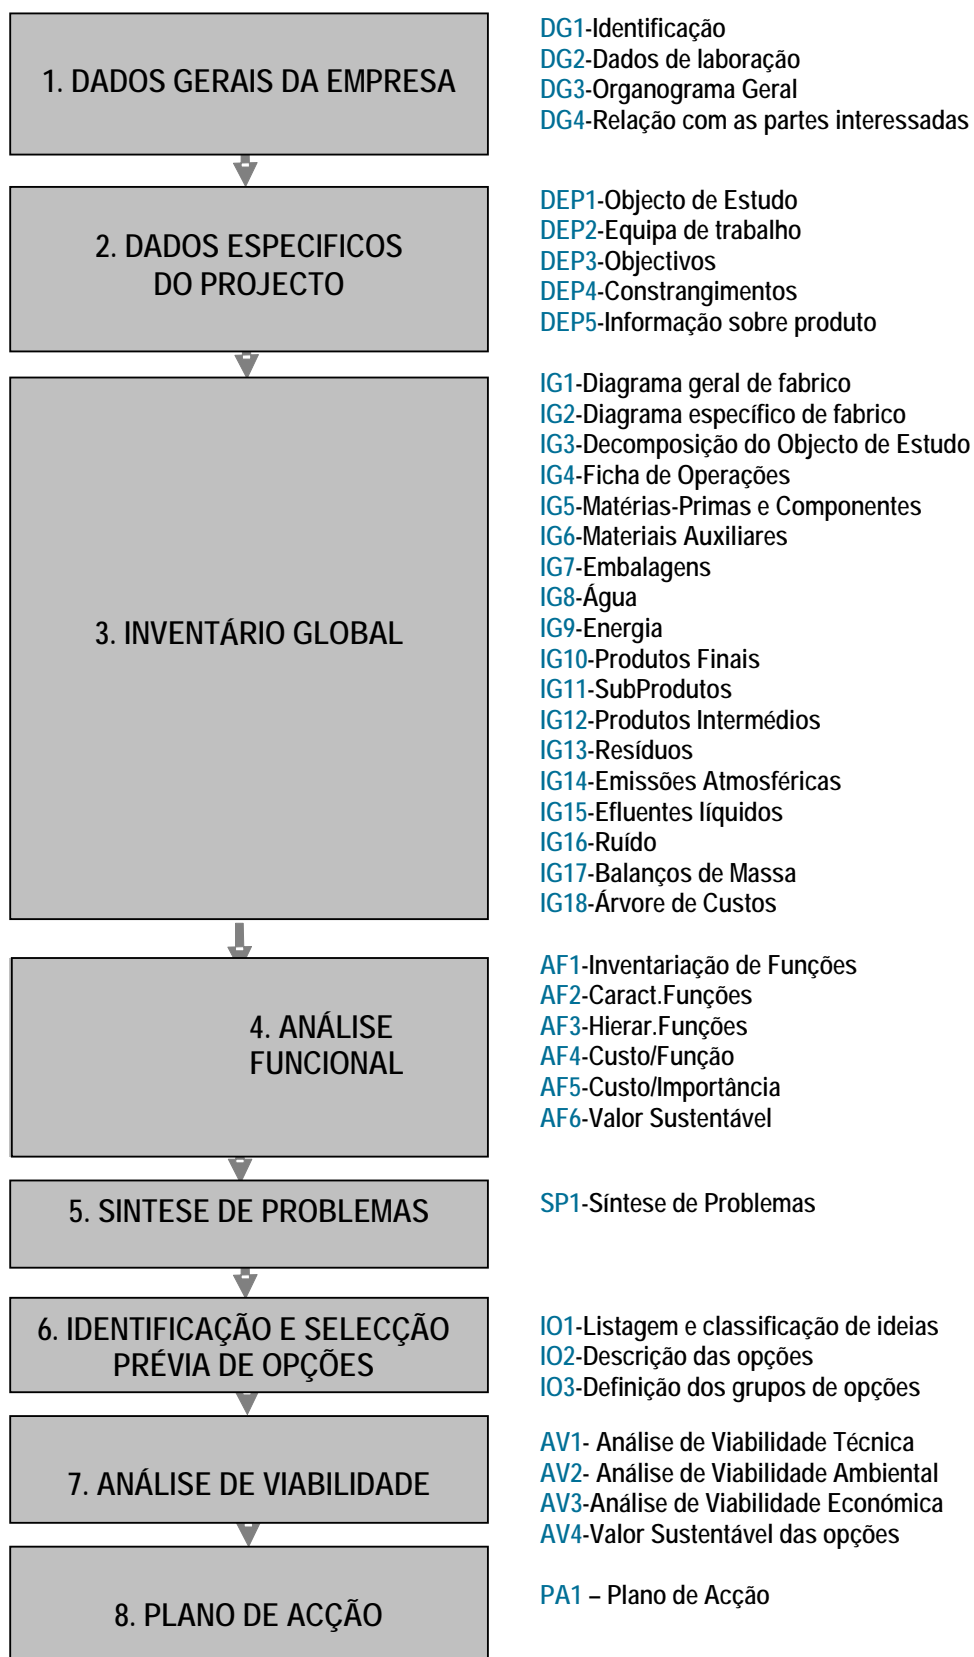 1. DADOS GERAIS DA EMPRESA
DG1-Identificação
DG2-Dados de laboração
DG3-Organograma Geral
DG4-Relação com as partes interessadas
2. DADOS ESPECIFICOS
DO PROJECTO
DEP1-Objecto de Estudo
DEP2-Equipa de trabalho
DEP3-Objectivos
DEP4-Constrangimentos
DEP5-Informação sobre produto
3. INVENTÁRIO GLOBAL
IG1-Diagrama geral de fabrico
IG2-Diagrama específico de fabrico
IG3-Decomposição do Objecto de Estudo
IG4-Ficha de Operações
IG5-Matérias-Primas e Componentes
IG6-Materiais Auxiliares
IG7-Embalagens
IG8-Água
IG9-Energia
IG10-Produtos Finais
IG11-SubProdutos
IG12-Produtos Intermédios
IG13-Resíduos
IG14-Emissões Atmosféricas
IG15-Efluentes líquidos
IG16-Ruído
IG17-Balanços de Massa
IG18-Árvore de Custos
4. ANÁLISE
FUNCIONAL
AF1-Inventariação de Funções
AF2-Caract.Funções
AF3-Hierar.Funções
AF4-Custo/Função
AF5-Custo/Importância
AF6-Valor Sustentável
5. SINTESE DE PROBLEMAS
SP1-Síntese de Problemas
6. IDENTIFICAÇÃO E SELECÇÃO
PRÉVIA DE OPÇÕES
IO1-Listagem e classificação de ideias
IO2-Descrição das opções
IO3-Definição dos grupos de opções
7. ANÁLISE DE VIABILIDADE
AV1- Análise de Viabilidade Técnica
AV2- Análise de Viabilidade Ambiental
AV3-Análise de Viabilidade Económica
AV4-Valor Sustentável das opções
8. PLANO DE ACÇÃO
PA1 – Plano de Acção